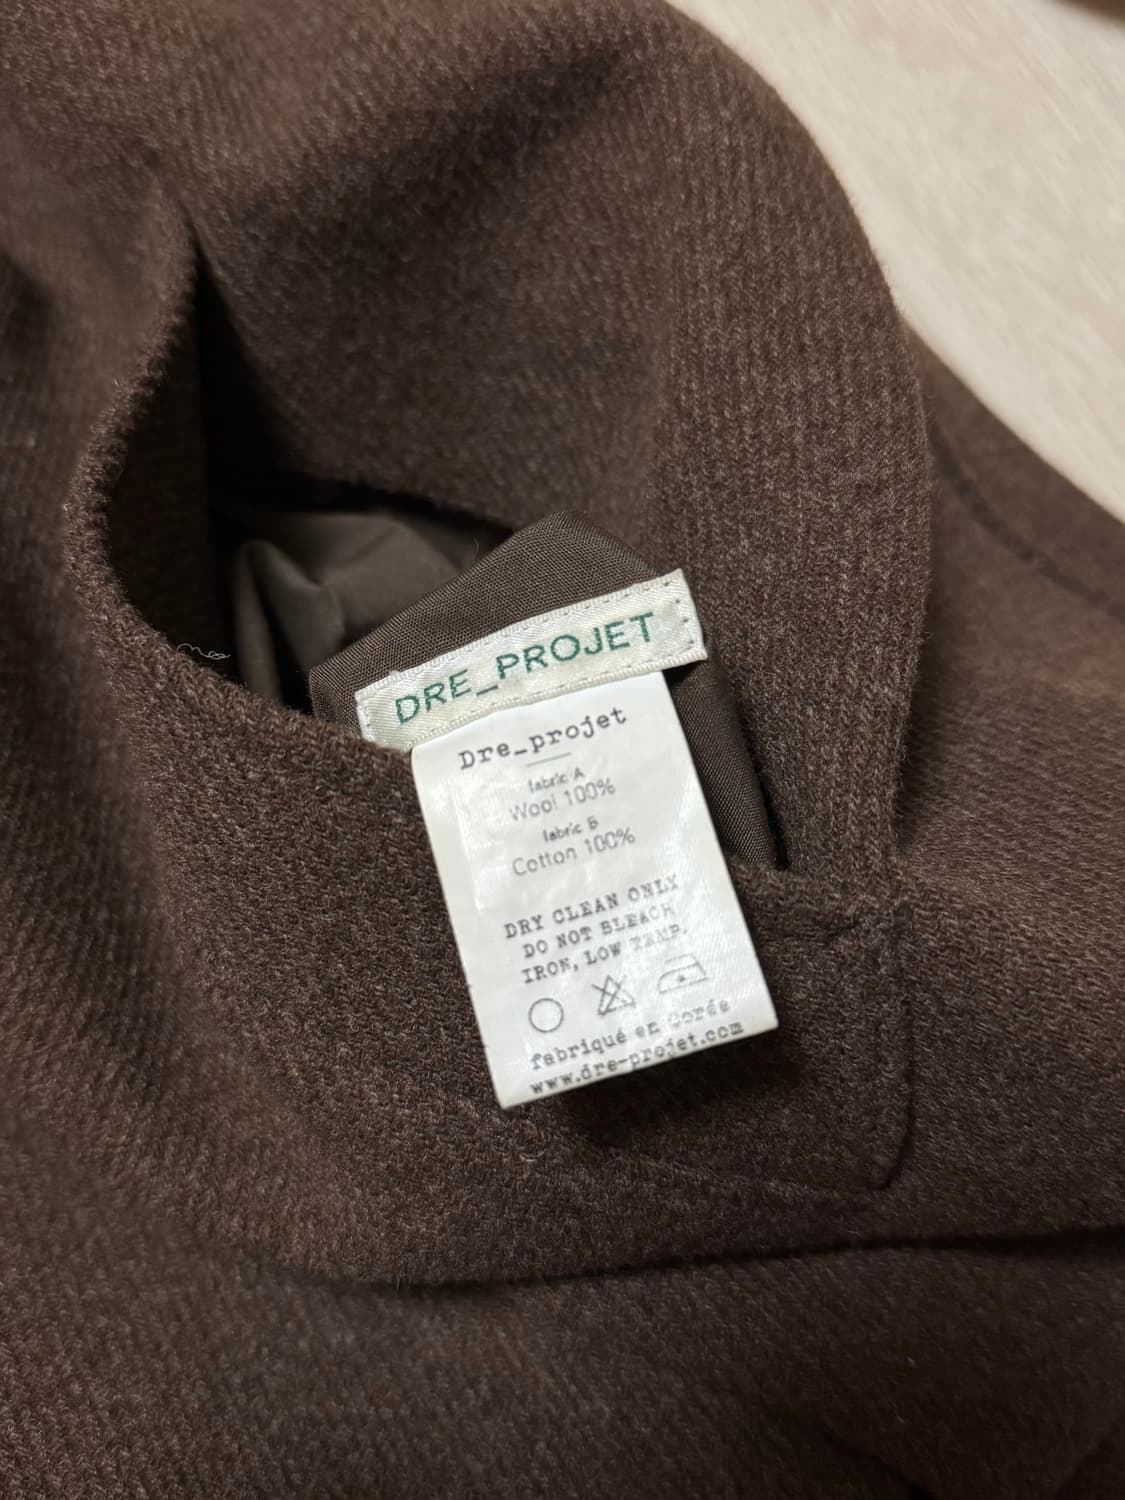 DRE_PROJET
Dre_projet
fabric A
Wool 100%
fabric B
Cotton 100%
DRY CLEAN ONLY
DO NOT BLEACH
IRON, LOW TEMP.
fabriqué en Corée
www.dre-projet.com